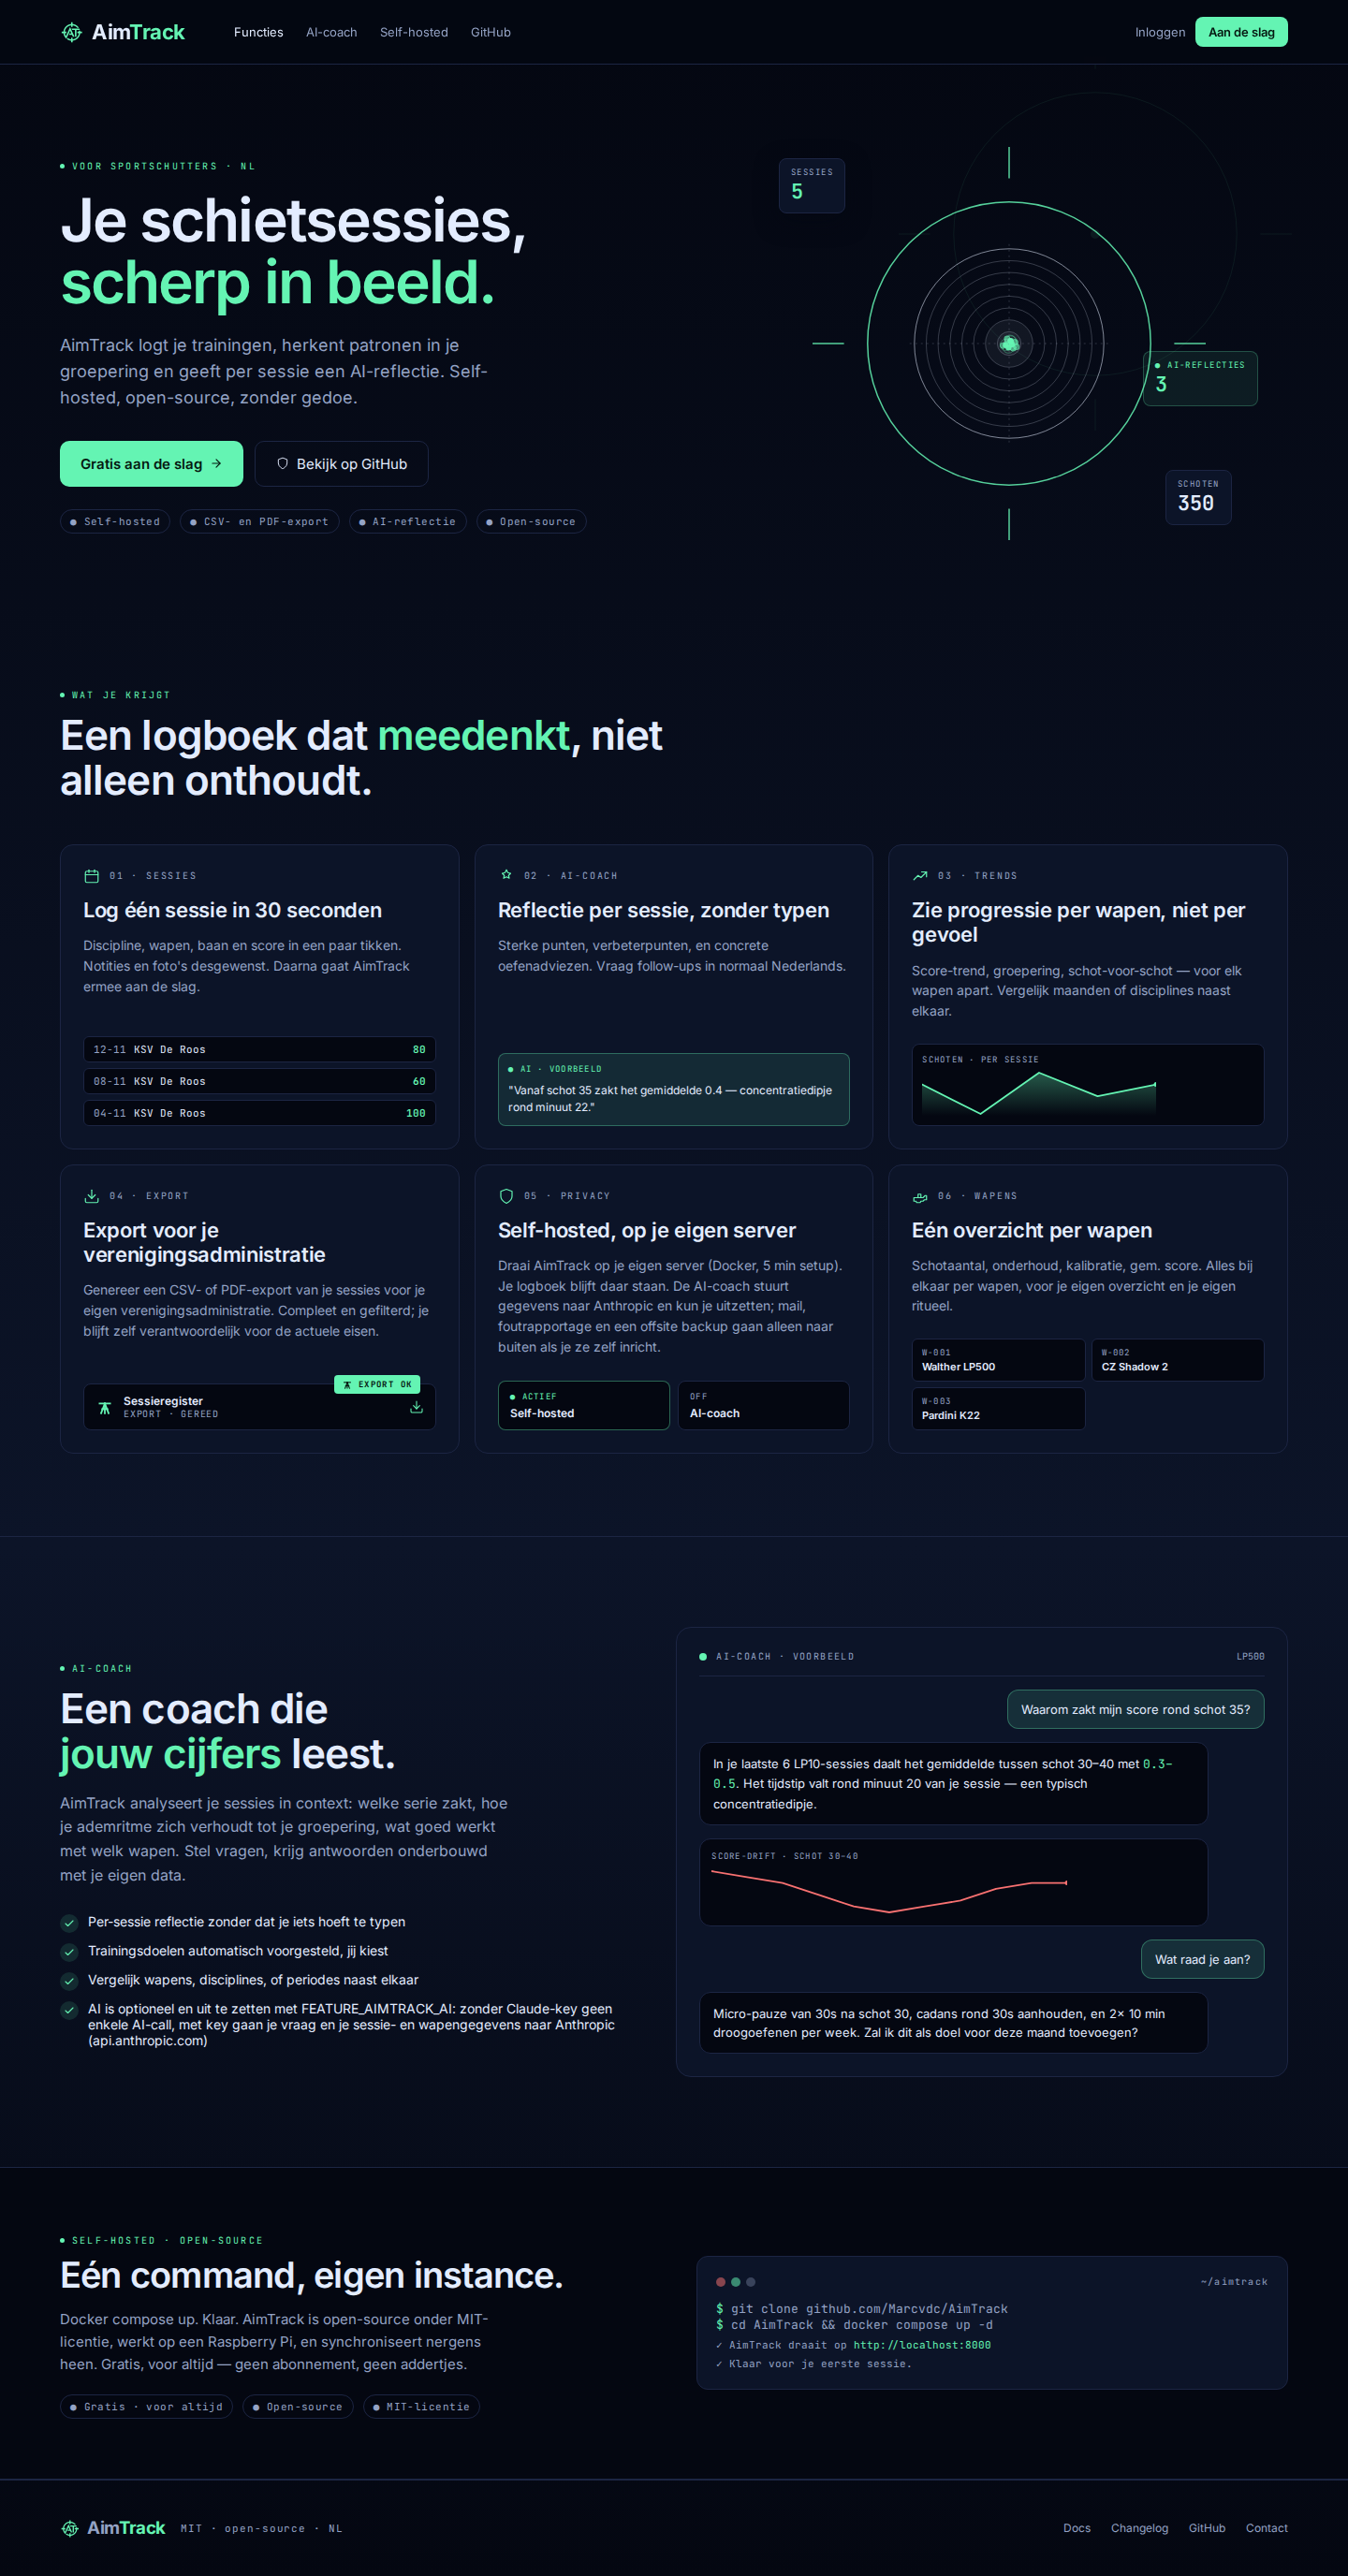 AimTrack
Functies
AI-coach
Self-hosted
GitHub
Inloggen
Aan de slag
VOOR SPORTSCHUTTERS · NL
Je schietsessies,
scherp in beeld.
AimTrack logt je trainingen, herkent patronen in je
groepering en geeft per sessie een AI-reflectie. Self-
hosted, open-source, zonder gedoe.
Gratis aan de slag →
Bekijk op GitHub
Self-hosted
CSV- en PDF-export
AI-reflectie
Open-source
SESSIES
5
AI-REFLECTIES
3
SCHOTEN
350
WAT JE KRIJGT
Een logboek dat meedenkt, niet
alleen onthoudt.
01 · SESSIES
Log één sessie in 30 seconden
Discipline, wapen, baan en score in een paar tikken.
Notities en foto's desgewenst. Daarna gaat AimTrack
ermee aan de slag.
12-11 KSV De Roos 80
08-11 KSV De Roos 60
04-11 KSV De Roos 100
02 · AI-COACH
Reflectie per sessie, zonder typen
Sterke punten, verbeterpunten, en concrete
oefenadviezen. Vraag follow-ups in normaal Nederlands.
AI · VOORBEELD
"Vanaf schot 35 zakt het gemiddelde 0.4 — concentratiedipje
rond minuut 22."
03 · TRENDS
Zie progressie per wapen, niet per
gevoel
Score-trend, groepering, schot-voor-schot — voor elk
wapen apart. Vergelijk maanden of disciplines naast
elkaar.
SCHOTEN · PER SESSIE
04 · EXPORT
Export voor je
verenigingsadministratie
Genereer een CSV- of PDF-export van je sessies voor je
eigen verenigingsadministratie. Compleet en gefilterd; je
blijft zelf verantwoordelijk voor de actuele eisen.
EXPORT OK
Sessieregister
EXPORT · GEREED
05 · PRIVACY
Self-hosted, op je eigen server
Draai AimTrack op je eigen server (Docker, 5 min setup).
Je logboek blijft daar staan. De AI-coach stuurt
gegevens naar Anthropic en kun je uitzetten; mail,
foutrapportage en een offsite backup gaan alleen naar
buiten als je ze zelf inricht.
ACTIEF
Self-hosted
OFF
AI-coach
06 · WAPENS
Eén overzicht per wapen
Schotaantal, onderhoud, kalibratie, gem. score. Alles bij
elkaar per wapen, voor je eigen overzicht en je eigen
ritueel.
W-001
Walther LP500
W-002
CZ Shadow 2
W-003
Pardini K22
AI-COACH
Een coach die
jouw cijfers leest.
AimTrack analyseert je sessies in context: welke serie zakt, hoe
je ademritme zich verhoudt tot je groepering, wat goed werkt
met welk wapen. Stel vragen, krijg antwoorden onderbouwd
met je eigen data.
Per-sessie reflectie zonder dat je iets hoeft te typen
Trainingsdoelen automatisch voorgesteld, jij kiest
Vergelijk wapens, disciplines, of periodes naast elkaar
AI is optioneel en uit te zetten met FEATURE_AIMTRACK_AI: zonder Claude-key geen
enkele AI-call, met key gaan je vraag en je sessie- en wapengegevens naar Anthropic
(api.anthropic.com)
AI-COACH · VOORBEELD
LP500
Waarom zakt mijn score rond schot 35?
In je laatste 6 LP10-sessies daalt het gemiddelde tussen schot 30–40 met 0.3–
0.5. Het tijdstip valt rond minuut 20 van je sessie — een typisch
concentratiedipje.
SCORE-DRIFT · SCHOT 30-40
Wat raad je aan?
Micro-pauze van 30s na schot 30, cadans rond 30s aanhouden, en 2× 10 min
droogoefenen per week. Zal ik dit als doel voor deze maand toevoegen?
SELF-HOSTED · OPEN-SOURCE
Eén command, eigen instance.
Docker compose up. Klaar. AimTrack is open-source onder MIT-
licentie, werkt op een Raspberry Pi, en synchroniseert nergens
heen. Gratis, voor altijd — geen abonnement, geen addertjes.
Gratis · voor altijd
Open-source
MIT-licentie
~/aimtrack
$ git clone github.com/Marcvdc/AimTrack
$ cd AimTrack && docker compose up -d
✓ AimTrack draait op http://localhost:8000
✓ Klaar voor je eerste sessie.
AimTrack
MIT · open-source · NL
Docs
Changelog
GitHub
Contact